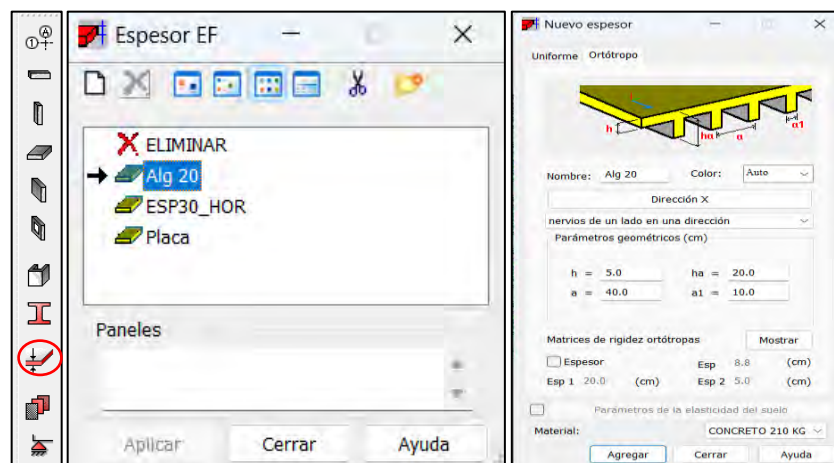 A
1
Espesor EF
ELIMINAR
Alg 20
ESP30_HOR
Placa
Paneles
Aplicar Cerrar Ayuda
Nuevo espesor
Uniforme Ortótropo
h ha a a1
Nombre: Alg 20 Color: Auto
Dirección X
nervios de un lado en una dirección
Parámetros geométricos (cm)
h = 5.0 ha = 20.0
a = 40.0 a1 = 10.0
Matrices de rigidez ortótropas Mostrar
Espesor Esp 8.8 (cm)
Esp 1 20.0 (cm) Esp 2 5.0 (cm)
Parámetros de la elasticidad del suelo
Material: CONCRETO 210 KG
Agregar Cerrar Ayuda